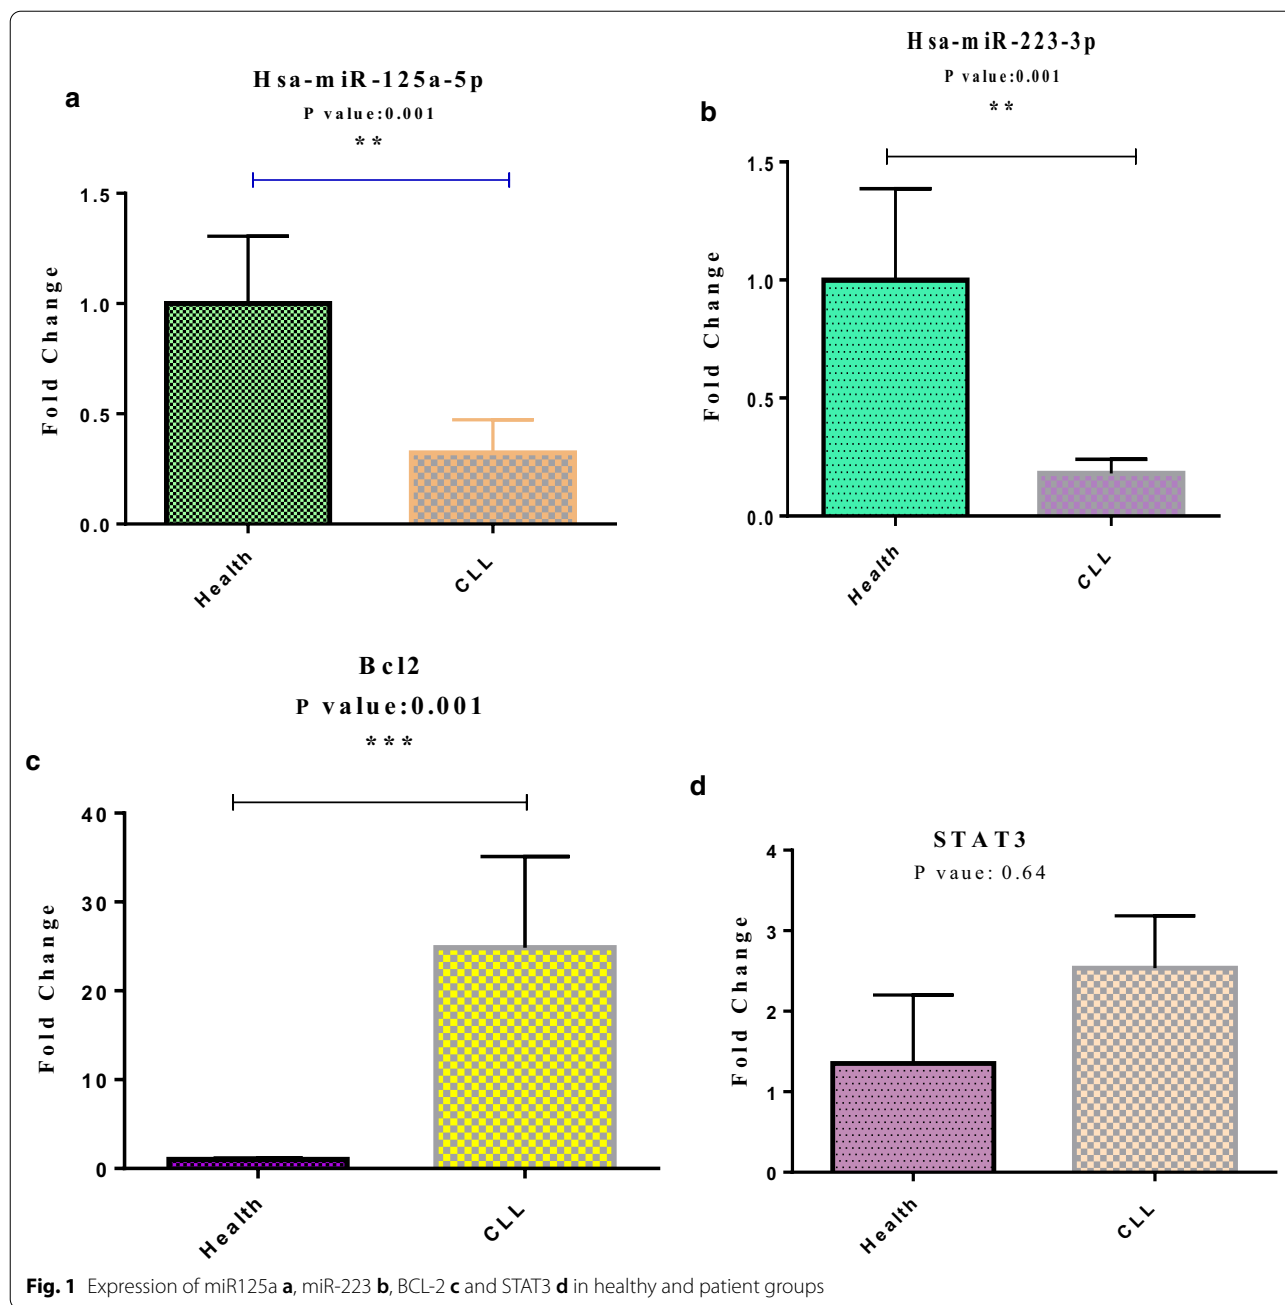 a
Hsa-miR-125a-5p
P value:0.001
**
1.5
1.0
0.5
0.0
Fold Change
Health
CLL
b
Hsa-miR-223-3p
P value:0.001
**
1.5
1.0
0.5
0.0
Fold Change
Health
CLL
c
Bcl2
P value:0.001
***
40
30
20
10
0
Fold Change
Health
CLL
d
STAT3
P vaue: 0.64
4
3
2
1
0
Fold Change
Health
CLL
Fig. 1 Expression of miR125a a, miR-223 b, BCL-2 c and STAT3 d in healthy and patient groups